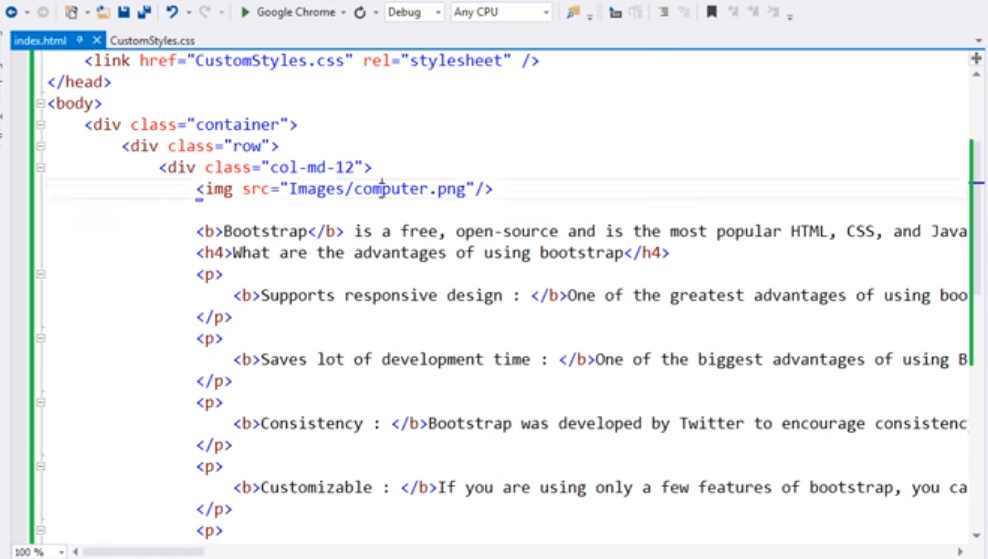 Google Chrome Debug Any CPU
index.html CustomStyles.css
<link href="CustomStyles.css" rel="stylesheet" />
</head>
<body>
<div class="container">
<div class="row">
<div class="col-md-12">
<img src="Images/computer.png"/>
<b>Bootstrap</b> is a free, open-source and is the most popular HTML, CSS, and Java
<h4>What are the advantages of using bootstrap</h4>
<p>
<b>Supports responsive design : </b>One of the greatest advantages of using boo
</p>
<p>
<b>Saves lot of development time : </b>One of the biggest advantages of using B
</p>
<p>
<b>Consistency : </b>Bootstrap was developed by Twitter to encourage consistenc
</p>
<p>
<b>Customizable : </b>If you are using only a few features of bootstrap, you ca
</p>
<p>
100 %